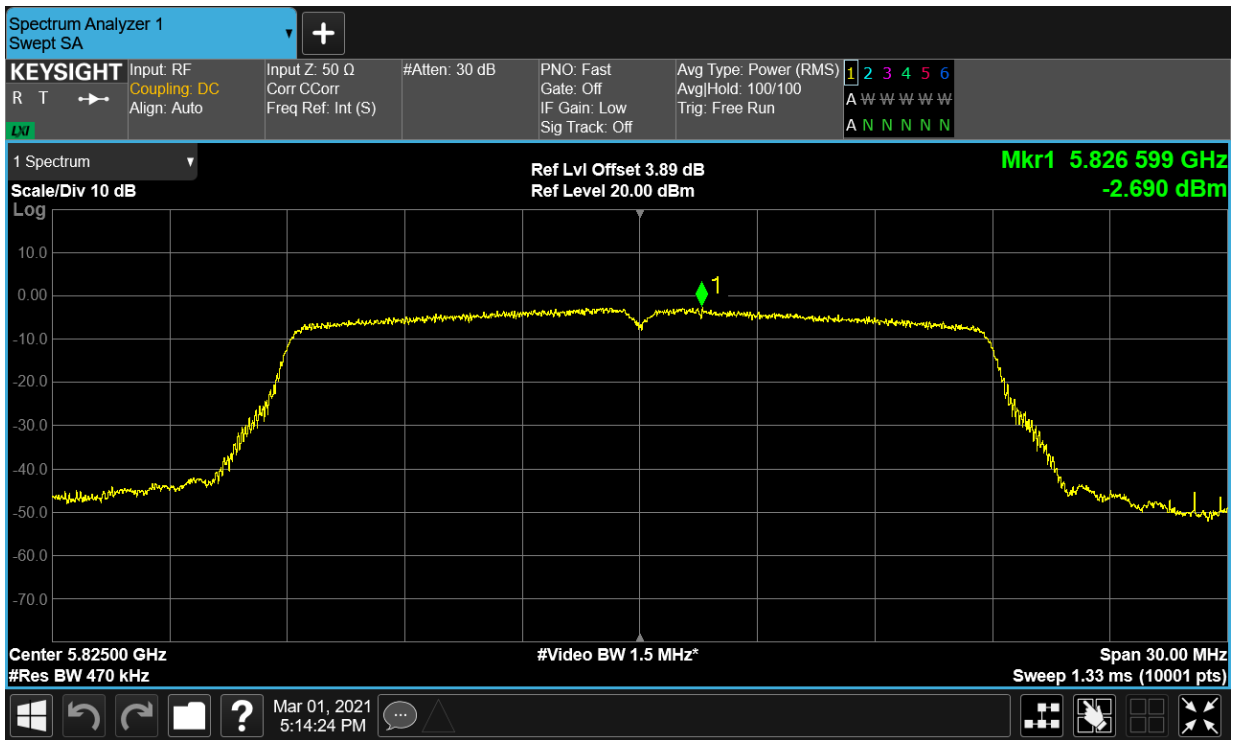 Spectrum Analyzer 1
Swept SA
KEYSIGHT
R T
LXI
Input: RF
Coupling: DC
Align: Auto
Input Z: 50 Ω
Corr CCorr
Freq Ref: Int (S)
#Atten: 30 dB
PNO: Fast
Gate: Off
IF Gain: Low
Sig Track: Off
Avg Type: Power (RMS)
Avg|Hold: 100/100
Trig: Free Run
1 2 3 4 5 6
A W W W W W
A N N N N N
1 Spectrum
Scale/Div 10 dB
Log
Ref Lvl Offset 3.89 dB
Ref Level 20.00 dBm
Mkr1 5.826 599 GHz
-2.690 dBm
1
10.0
0.00
-10.0
-20.0
-30.0
-40.0
-50.0
-60.0
-70.0
Center 5.82500 GHz
#Res BW 470 kHz
#Video BW 1.5 MHz*
Span 30.00 MHz
Sweep 1.33 ms (10001 pts)
?
Mar 01, 2021
5:14:24 PM